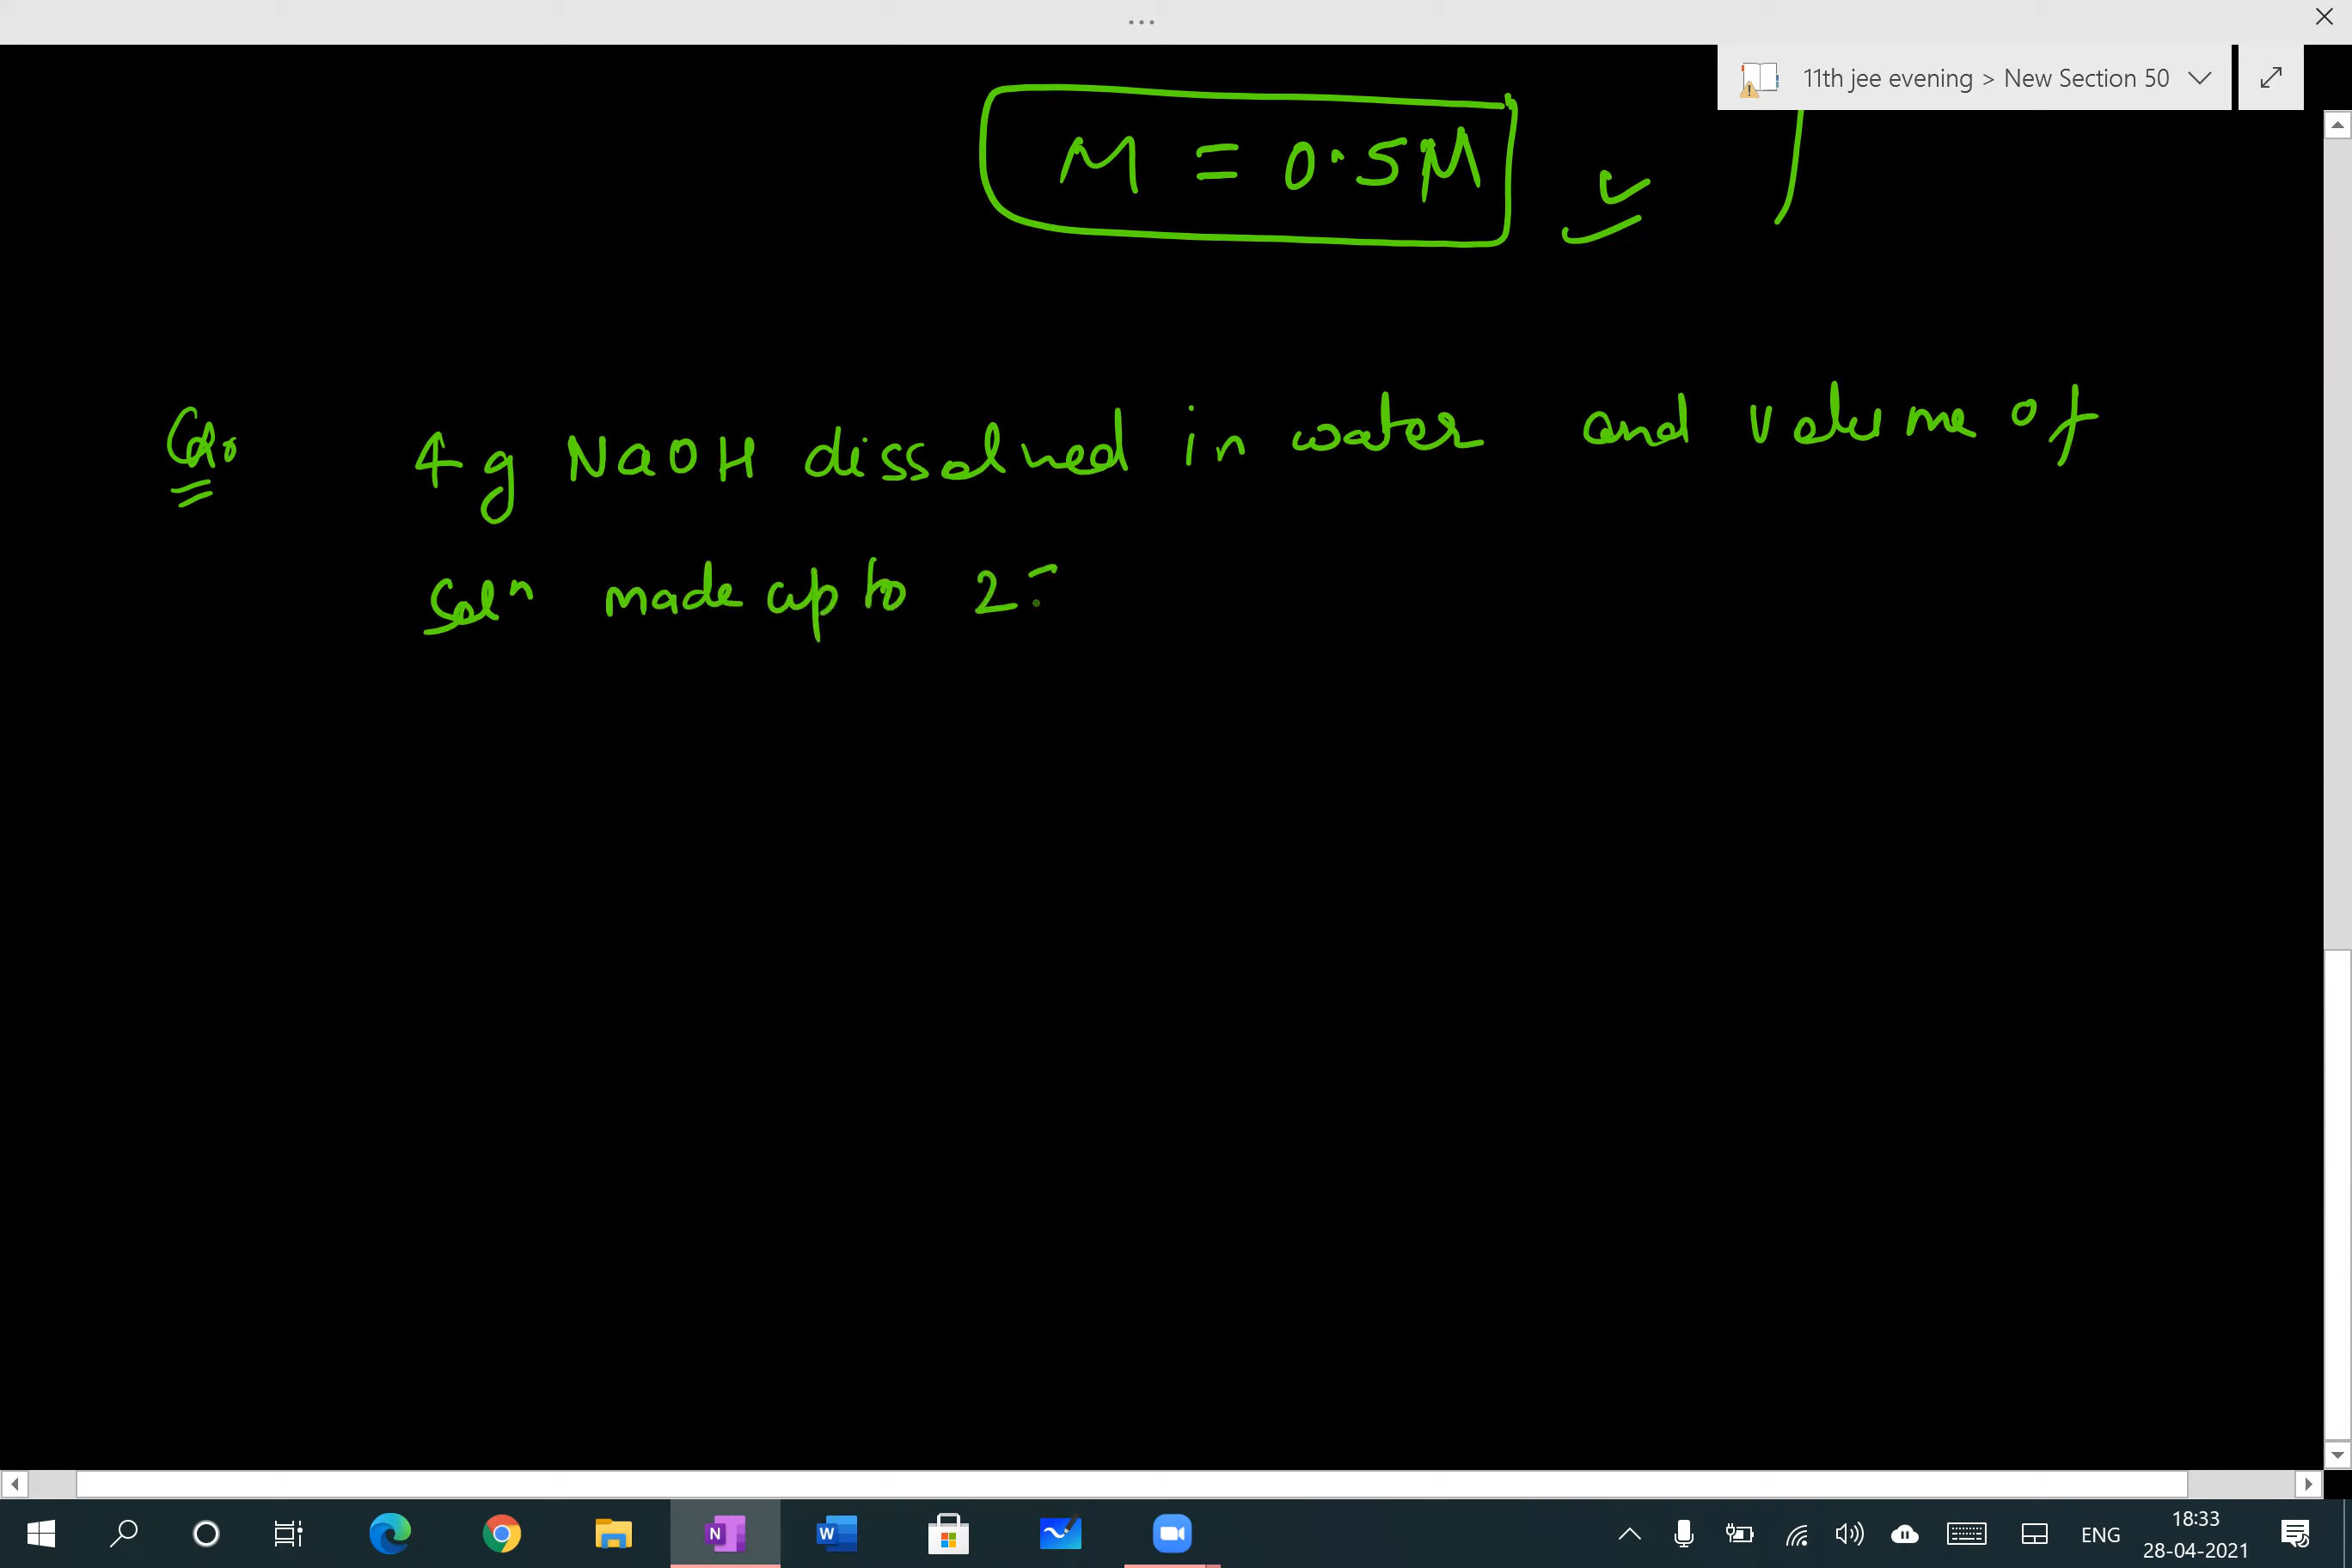 11th jee evening > New Section 50
M = 0.5M
4 g NaOH dissolved in water and volume of
Solⁿ made up to 2
ENG
18:33
28-04-2021